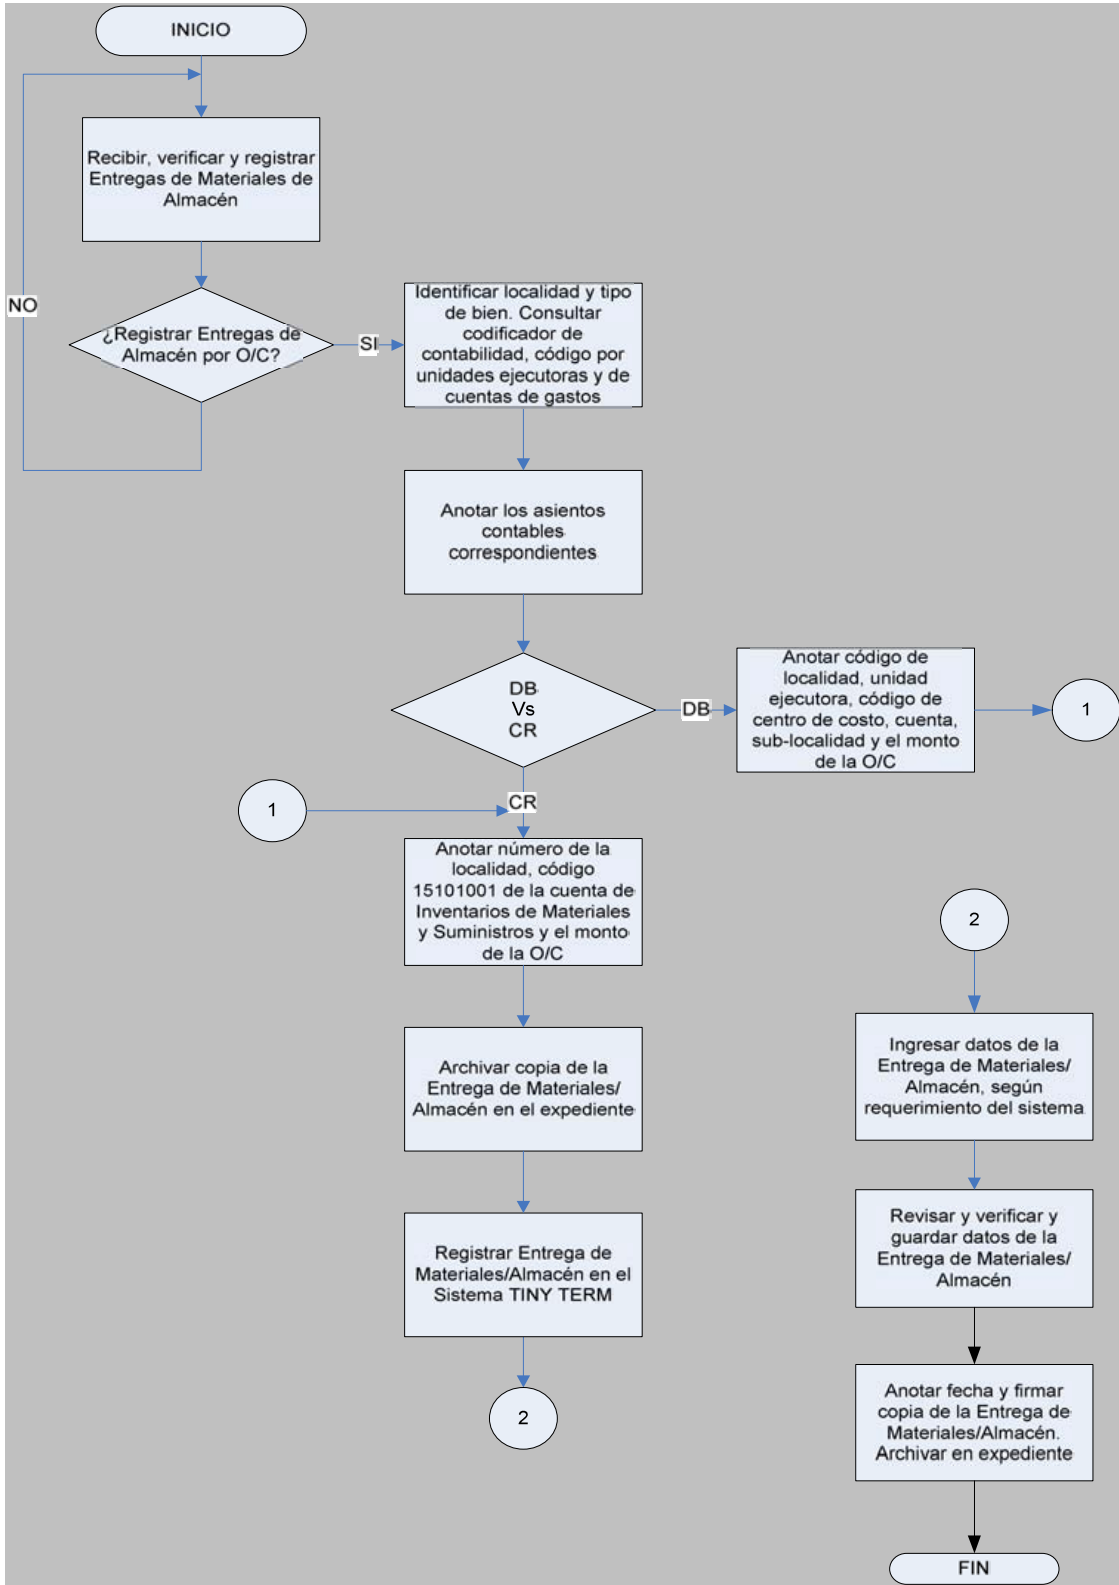 INICIO
Recibir, verificar y registrar
Entregas de Materiales de
Almacén
NO
¿Registrar Entregas de
Almacén por O/C?
SI
Identificar localidad y tipo
de bien. Consultar
codificador de
contabilidad, código por
unidades ejecutoras y de
cuentas de gastos
Anotar los asientos
contables
correspondientes
DB
Vs
CR
DB
Anotar código de
localidad, unidad
ejecutora, código de
centro de costo, cuenta,
sub-localidad y el monto
de la O/C
1
1
CR
Anotar número de la
localidad, código
15101001 de la cuenta de
Inventarios de Materiales
y Suministros y el monto
de la O/C
Archivar copia de la
Entrega de Materiales/
Almacén en el expediente
Registrar Entrega de
Materiales/Almacén en el
Sistema TINY TERM
2
2
Ingresar datos de la
Entrega de Materiales/
Almacén, según
requerimiento del sistema
Revisar y verificar y
guardar datos de la
Entrega de Materiales/
Almacén
Anotar fecha y firmar
copia de la Entrega de
Materiales/Almacén.
Archivar en expediente
FIN